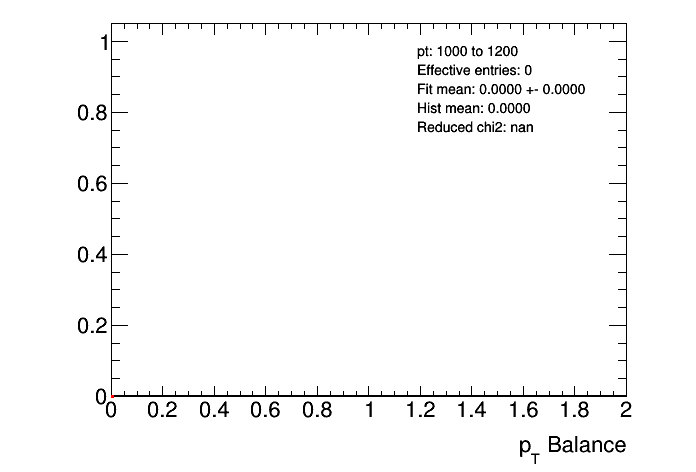 pt: 1000 to 1200
Effective entries: 0
Fit mean: 0.0000 +- 0.0000
Hist mean: 0.0000
Reduced chi2: nan
1
0.8
0.6
0.4
0.2
0
0 0.2 0.4 0.6 0.8 1 1.2 1.4 1.6 1.8 2
pT Balance